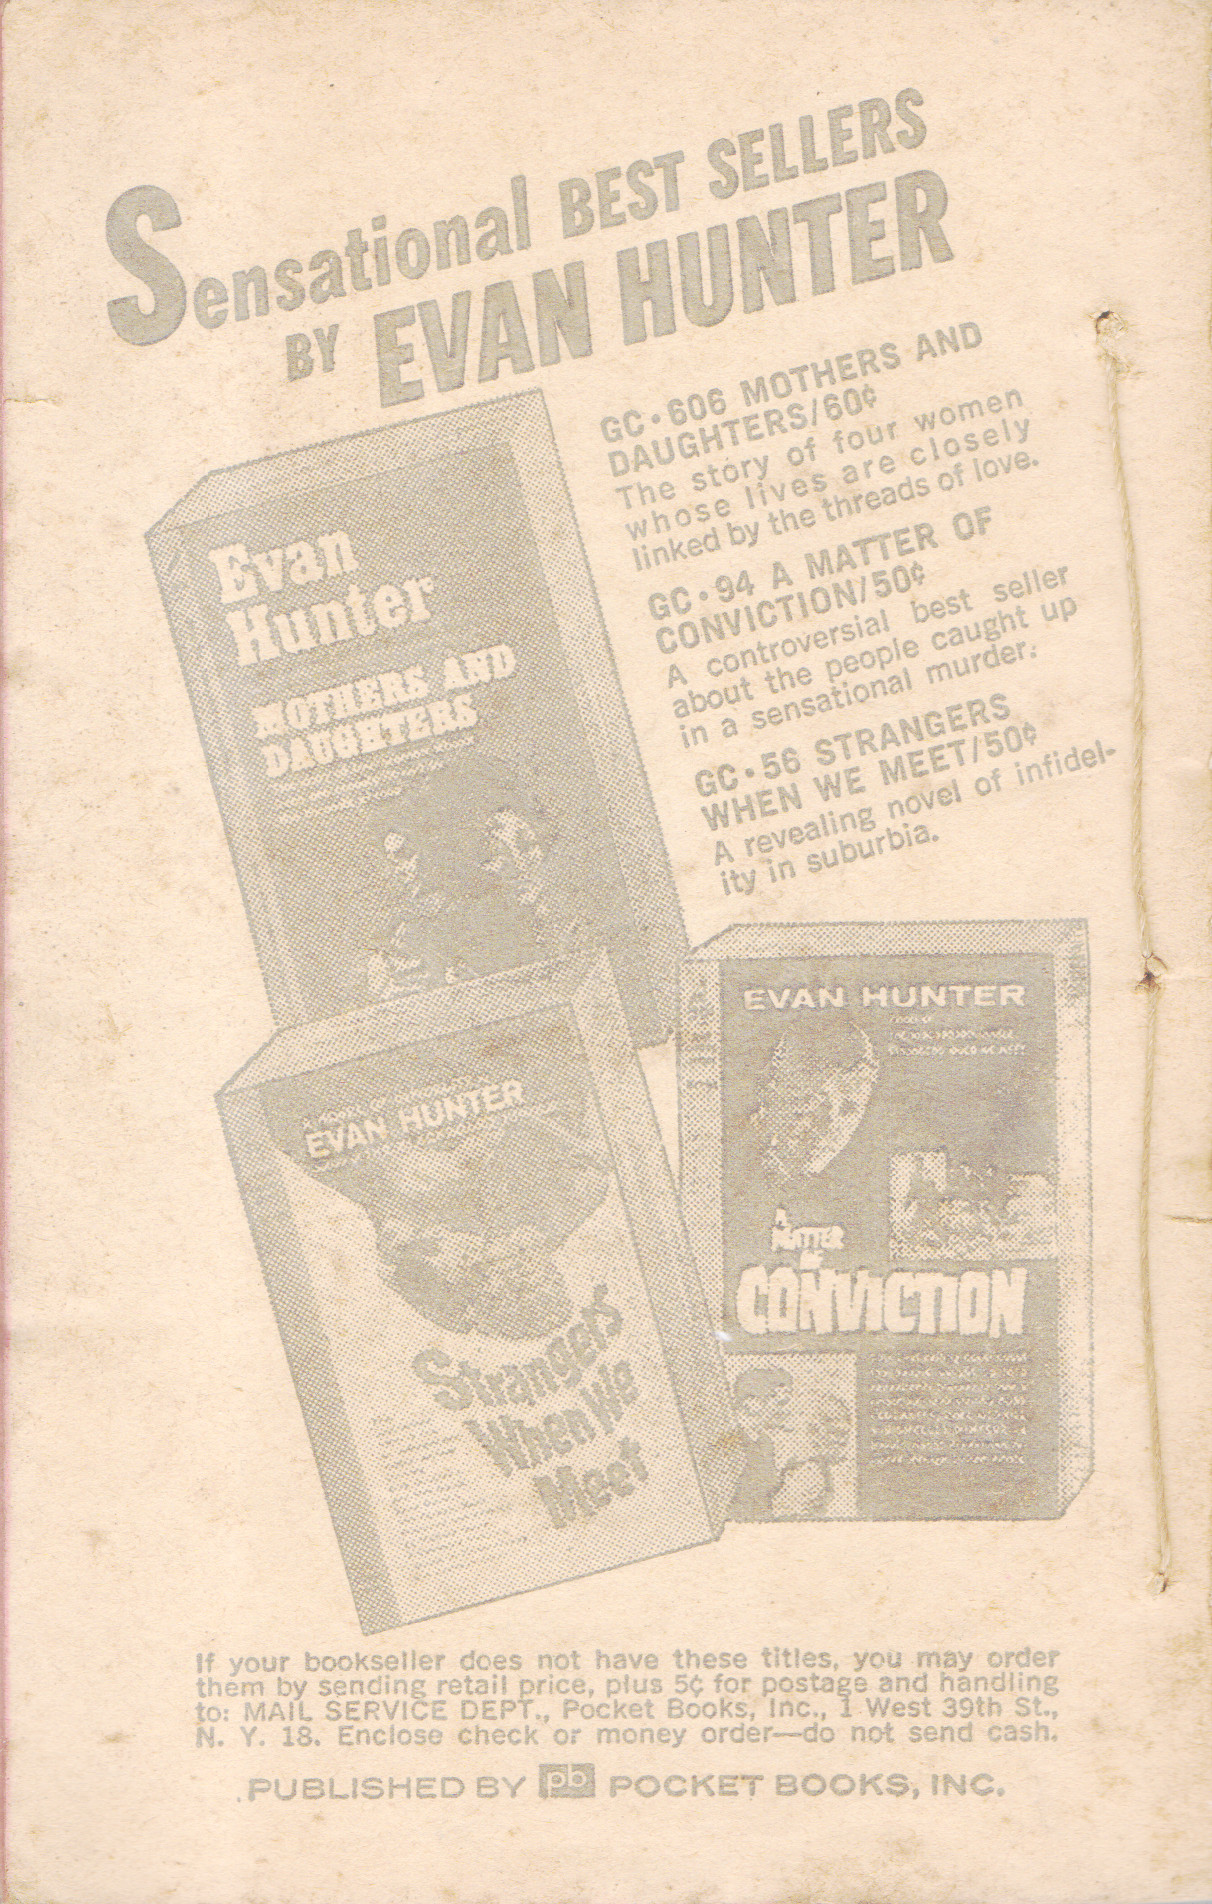 Sensational BEST SELLERS
BY EVAN HUNTER
GC • 606 MOTHERS AND
DAUGHTERS/60¢
The story of four women
whose lives are closely
linked by the threads of love.
GC • 94 A MATTER OF
CONVICTION/50¢
A controversial best seller
about the people caught up
in a sensational murder.
GC • 56 STRANGERS
WHEN WE MEET/50¢
A revealing novel of infidel-
ity in suburbia.
Evan
Hunter
MOTHERS AND
DAUGHTERS
EVAN HUNTER
Strangers
When We
Meet
EVAN HUNTER
A
MATTER
OF
CONVICTION
If your bookseller does not have these titles, you may order
them by sending retail price, plus 5¢ for postage and handling
to: MAIL SERVICE DEPT., Pocket Books, Inc., 1 West 39th St.,
N. Y. 18. Enclose check or money order—do not send cash.
PUBLISHED BY pb POCKET BOOKS, INC.